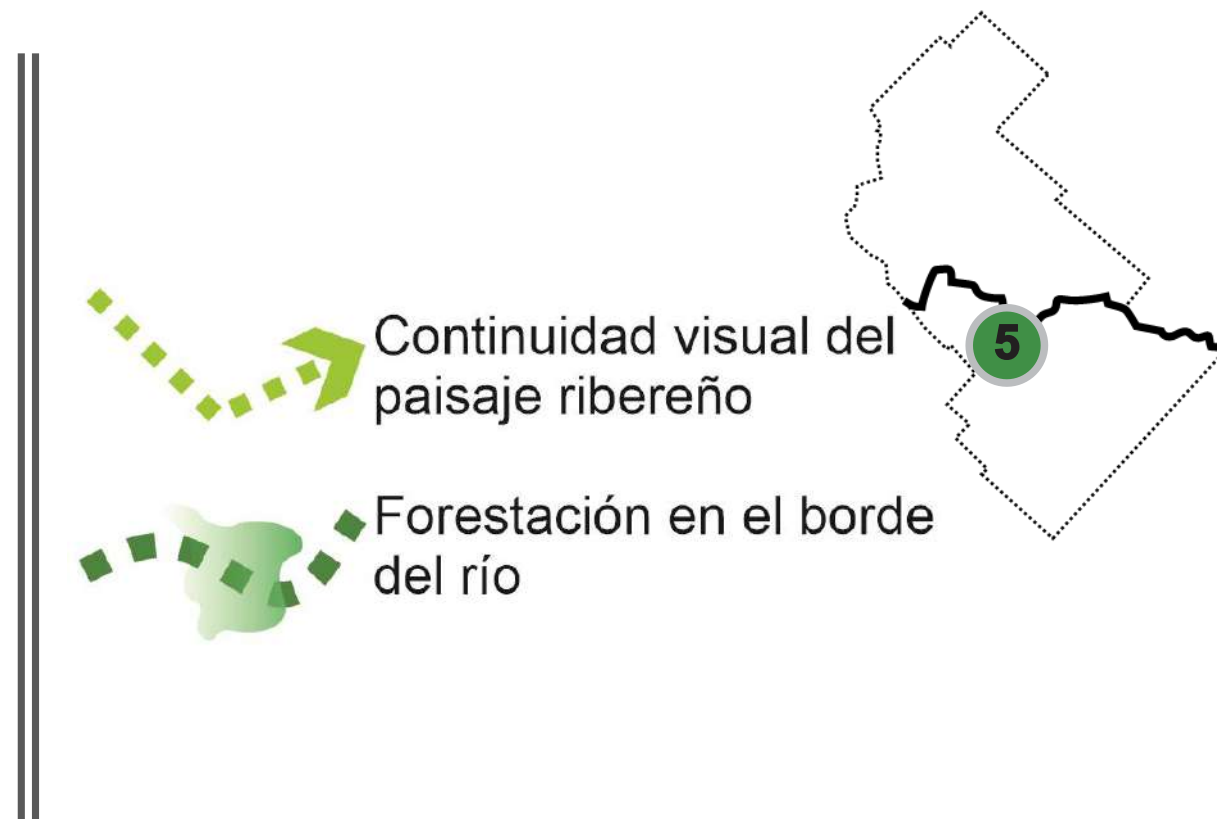 Continuidad visual del
paisaje ribereño
5
Forestación en el borde
del río